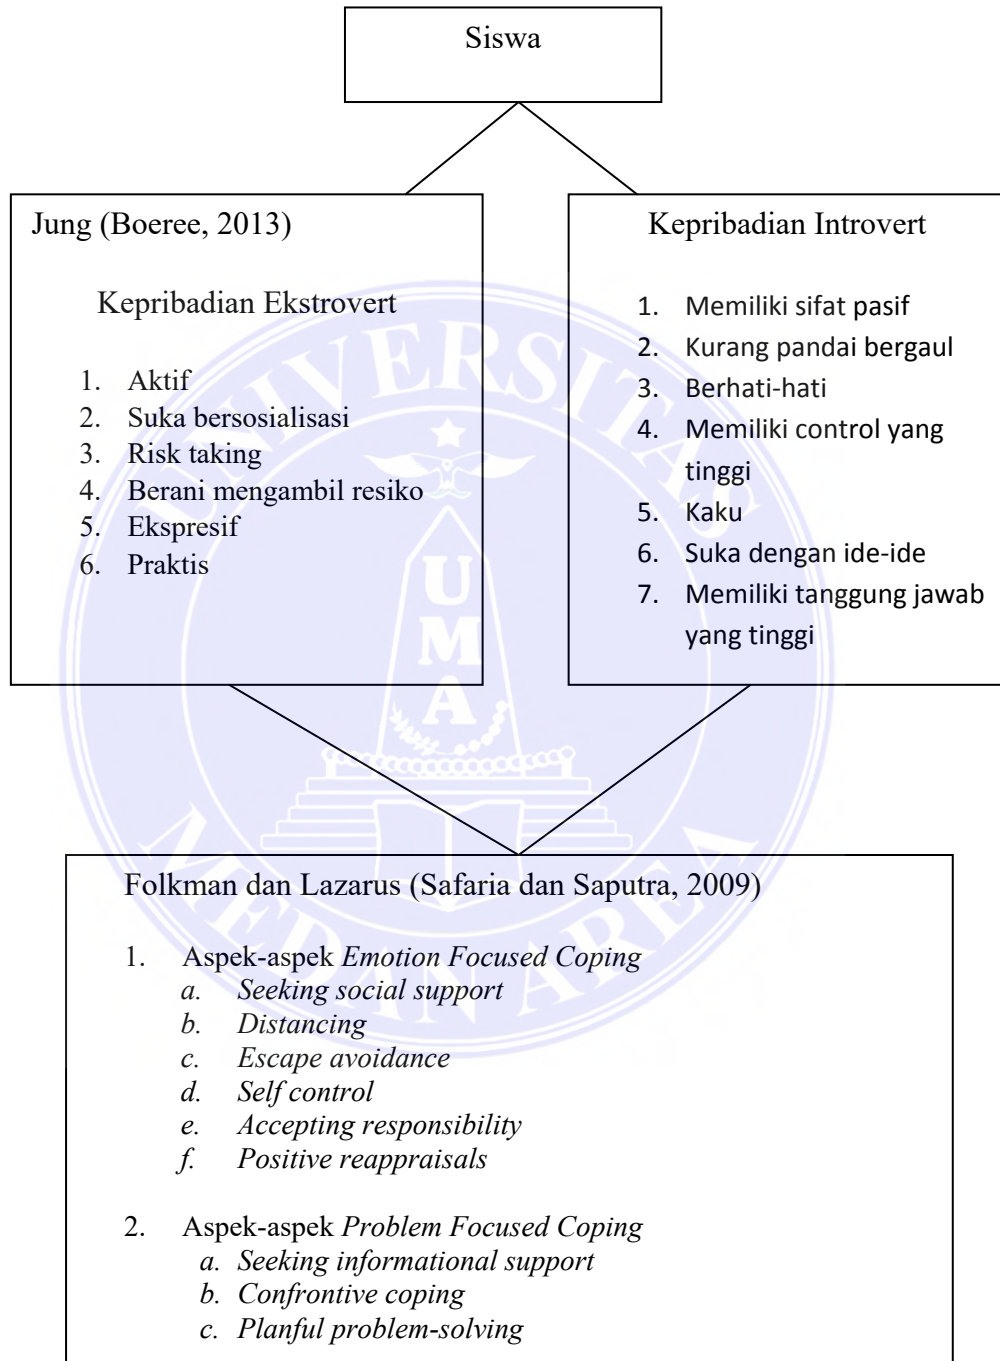 Siswa
Jung (Boeree, 2013)
Kepribadian Ekstrovert
1. Aktif
2. Suka bersosialisasi
3. Risk taking
4. Berani mengambil resiko
5. Ekspresif
6. Praktis
Kepribadian Introvert
1. Memiliki sifat pasif
2. Kurang pandai bergaul
3. Berhati-hati
4. Memiliki control yang
tinggi
5. Kaku
6. Suka dengan ide-ide
7. Memiliki tanggung jawab
yang tinggi
UNIVERSITAS
UMA
MEDAN AREA
Folkman dan Lazarus (Safaria dan Saputra, 2009)
1. Aspek-aspek Emotion Focused Coping
a. Seeking social support
b. Distancing
c. Escape avoidance
d. Self control
e. Accepting responsibility
f. Positive reappraisals
2. Aspek-aspek Problem Focused Coping
a. Seeking informational support
b. Confrontive coping
c. Planful problem-solving